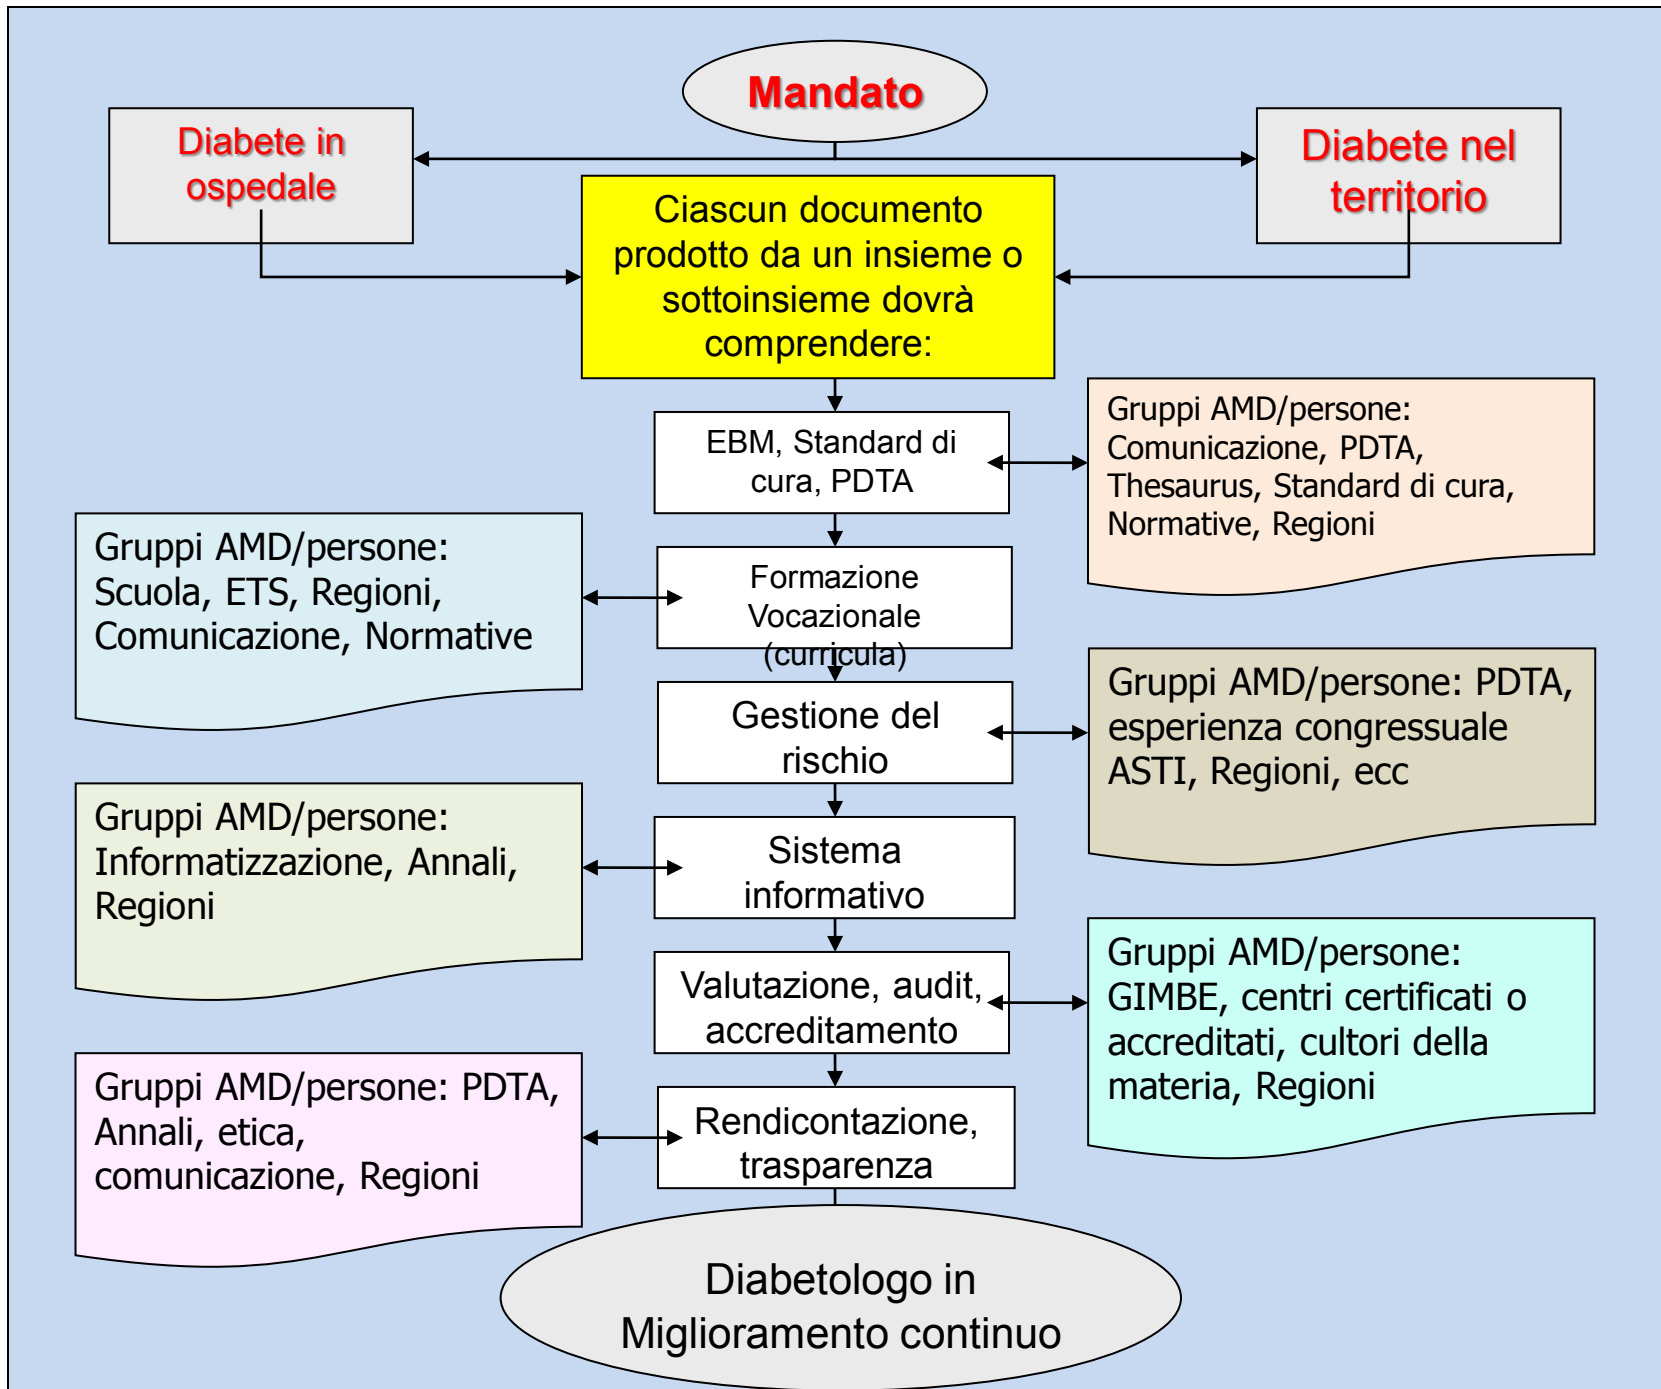 Mandato
Diabete in
ospedale
Diabete nel
territorio
Ciascun documento
prodotto da un insieme o
sottoinsieme dovrà
comprendere:
EBM, Standard di
cura, PDTA
Gruppi AMD/persone:
Comunicazione, PDTA,
Thesaurus, Standard di cura,
Normative, Regioni
Gruppi AMD/persone:
Scuola, ETS, Regioni,
Comunicazione, Normative
Formazione
Vocazionale
(curricula)
Gestione del
rischio
Gruppi AMD/persone: PDTA,
esperienza congressuale
ASTI, Regioni, ecc
Gruppi AMD/persone:
Informatizzazione, Annali,
Regioni
Sistema
informativo
Valutazione, audit,
accreditamento
Gruppi AMD/persone:
GIMBE, centri certificati o
accreditati, cultori della
materia, Regioni
Gruppi AMD/persone: PDTA,
Annali, etica,
comunicazione, Regioni
Rendicontazione,
trasparenza
Diabetologo in
Miglioramento continuo